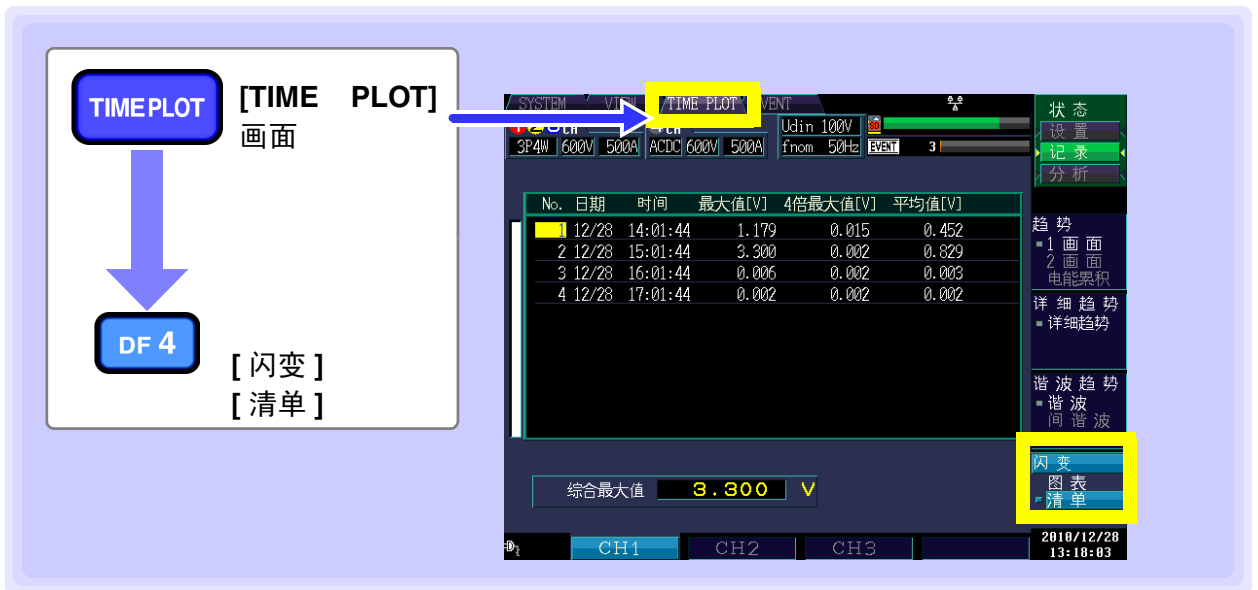 TIME PLOT
[TIME PLOT]
画面
DF 4
[ 闪变 ]
[ 清单 ]
SYSTEM VIEW TIME PLOT EVENT
Udin 100V SD
3P4W 600V 500A ACDC 600V 500A fnom 50Hz EVENT 3
No. 日期 时间 最大值[V] 4倍最大值[V] 平均值[V]
1 12/28 14:01:44 1.179 0.015 0.452
2 12/28 15:01:44 3.300 0.002 0.829
3 12/28 16:01:44 0.006 0.002 0.003
4 12/28 17:01:44 0.002 0.002 0.002
综合最大值 3.300 V
CH1 CH2 CH3
状态
设置
记录
分析
趋势
1画面
2画面
电能累积
详细趋势
详细趋势
谐波趋势
谐波
间谐波
闪变
图表
清单
2010/12/28
13:18:03